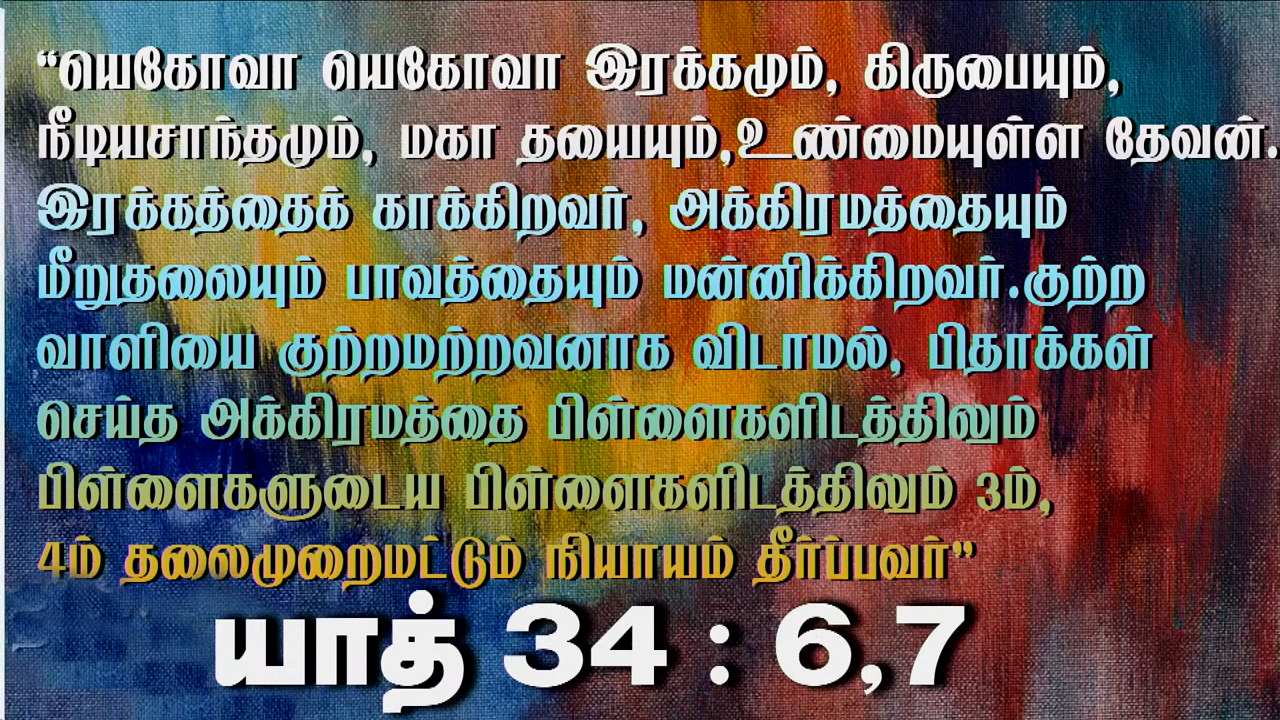 “யெகோவா யெகோவா இரக்கமும், கிருபையும்,
நீடியசாந்தமும், மகா தயையும்,உண்மையுள்ள தேவன்.
இரக்கத்தைக் காக்கிறவர், அக்கிரமத்தையும்
மீறுதலையும் பாவத்தையும் மன்னிக்கிறவர்.குற்ற
வாளியை குற்றமற்றவனாக விடாமல், பிதாக்கள்
செய்த அக்கிரமத்தை பிள்ளைகளிடத்திலும்
பிள்ளைகளுடைய பிள்ளைகளிடத்திலும் 3ம்,
4ம் தலைமுறைமட்டும் நியாயம் தீர்ப்பவர்”
யாத் 34 : 6,7